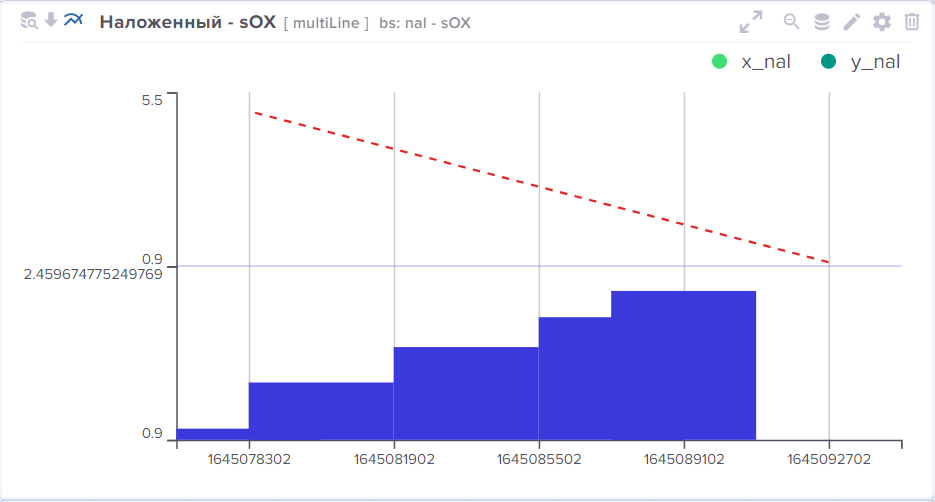 Наложенный - sOX [ multiLine ] bs: nal - sOX
x_nal y_nal
5.5
0.9
2.459674775249769
0.9
1645078302 1645081902 1645085502 1645089102 1645092702